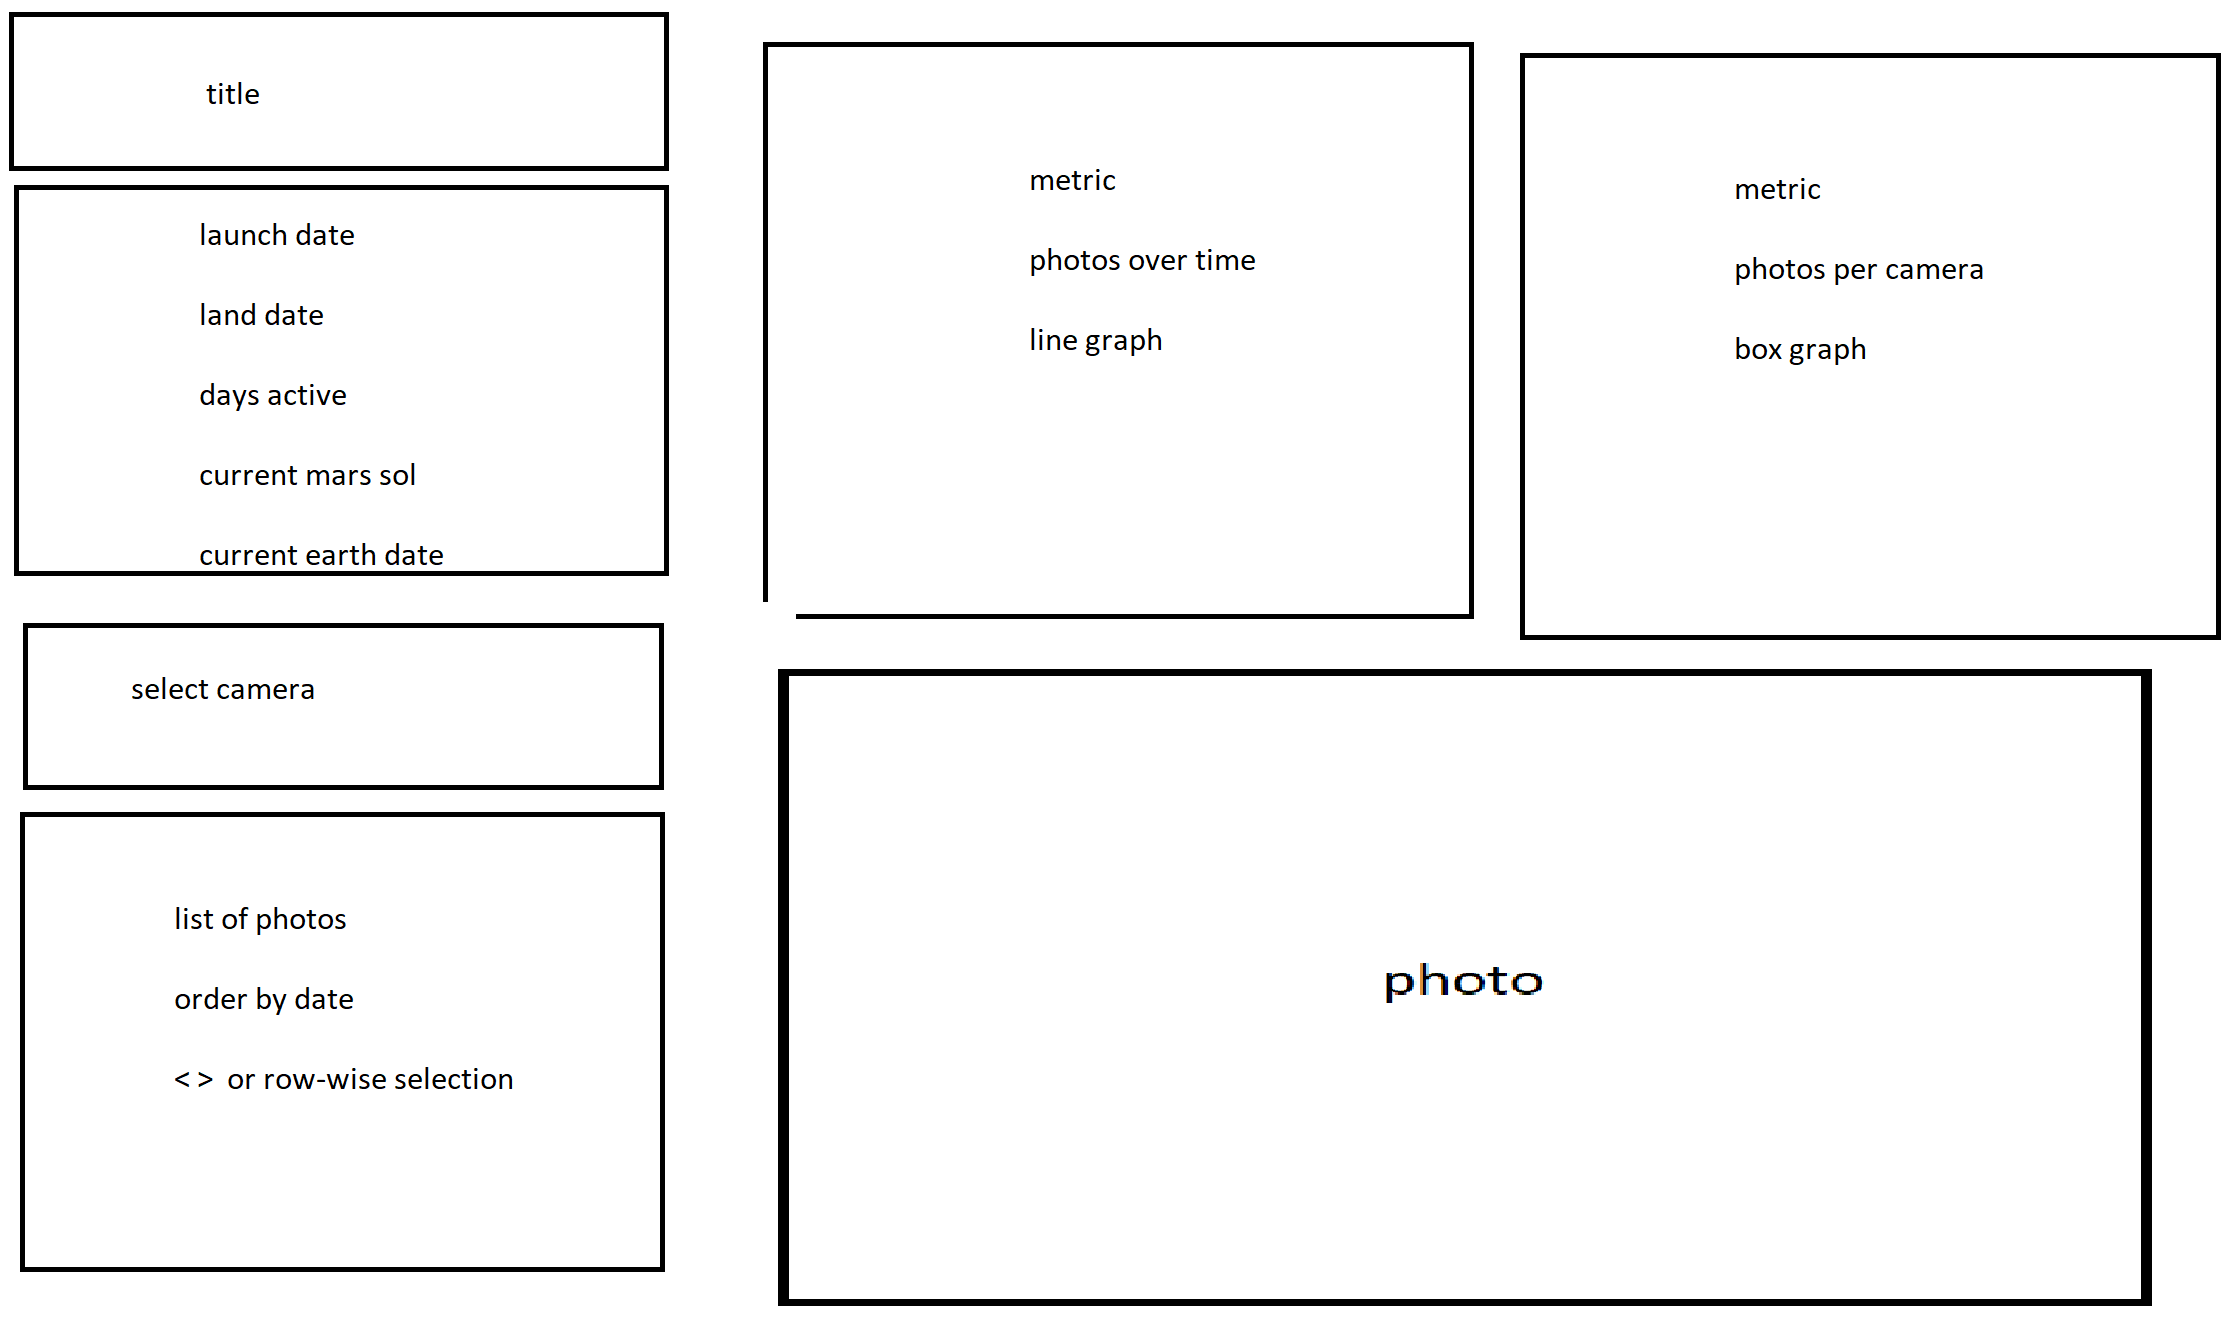 title
launch date
land date
days active
current mars sol
current earth date
select camera
list of photos
order by date
< > or row-wise selection
metric
photos over time
line graph
metric
photos per camera
box graph
photo